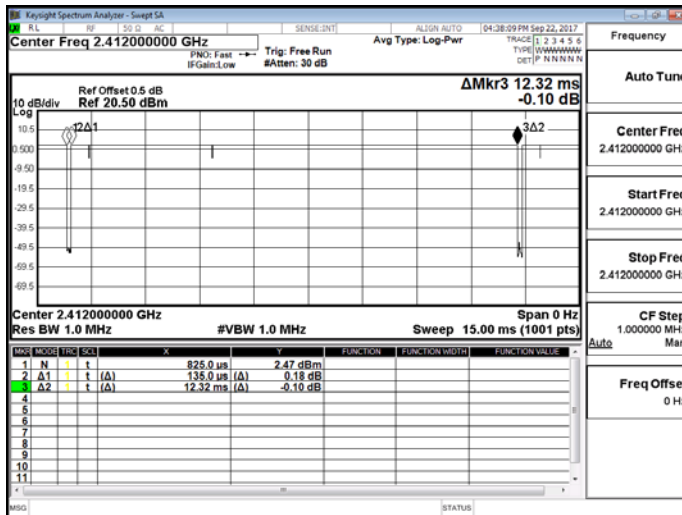 Keysight Spectrum Analyzer - Swept SA
RL RF 50 Ω AC SENSE:INT ALIGN AUTO 04:38:09 PM Sep 22, 2017
Center Freq 2.412000000 GHz
PNO: Fast
IFGain:Low
Trig: Free Run
#Atten: 30 dB
Avg Type: Log-Pwr
TRACE 1 2 3 4 5 6
TYPE WWWWWW
DET P N N N N N
Ref Offset 0.5 dB
10 dB/div Ref 20.50 dBm
Log
ΔMkr3 12.32 ms
-0.10 dB
10.5
0.500
-9.50
-19.5
-29.5
-39.5
-49.5
-59.5
-69.5
2Δ1
3Δ2
Center 2.412000000 GHz Span 0 Hz
Res BW 1.0 MHz #VBW 1.0 MHz Sweep 15.00 ms (1001 pts)
MKR MODE TRC SCL X Y FUNCTION FUNCTION WIDTH FUNCTION VALUE
1 N 1 t 825.0 µs 2.47 dBm
2 Δ1 1 t (Δ) 135.0 µs (Δ) 0.18 dB
3 Δ2 1 t (Δ) 12.32 ms (Δ) -0.10 dB
4
5
6
7
8
9
10
11
MSG STATUS
Frequency
Auto Tune
Center Freq
2.412000000 GHz
Start Freq
2.412000000 GHz
Stop Freq
2.412000000 GHz
CF Step
1.000000 MHz
Auto Man
Freq Offset
0 Hz